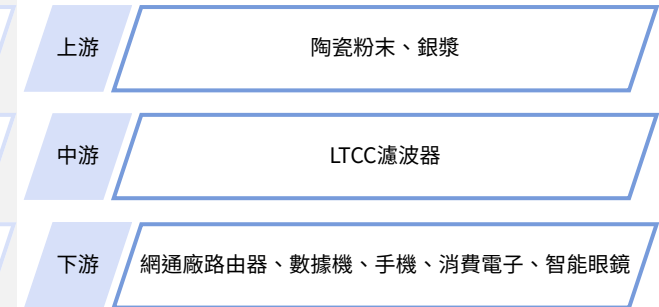 上游
陶瓷粉末、銀漿
中游
LTCC濾波器
下游
網通廠路由器、數據機、手機、消費電子、智能眼鏡